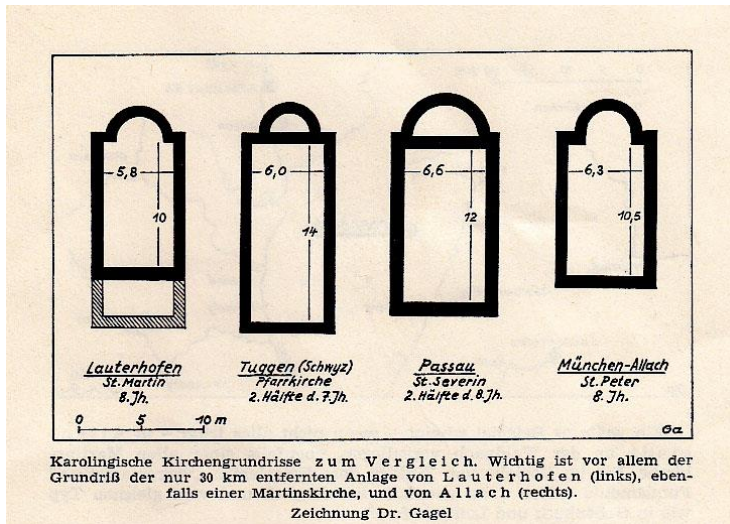 5,8
10
6,0
14
6,6
12
6,3
10,5
Lauterhofen
St. Martin
8. Jh.
Tuggen (Schwyz)
Pfarrkirche
2. Hälfte d. 7. Jh.
Passau
St. Severin
2. Hälfte d. 8. Jh.
München-Allach
St. Peter
8. Jh.
0 5 10 m
Ga
Karolingische Kirchengrundrisse zum Vergleich. Wichtig ist vor allem der
Grundriß der nur 30 km entfernten Anlage von Lauterhofen (links), eben-
falls einer Martinskirche, und von Allach (rechts).
Zeichnung Dr. Gagel